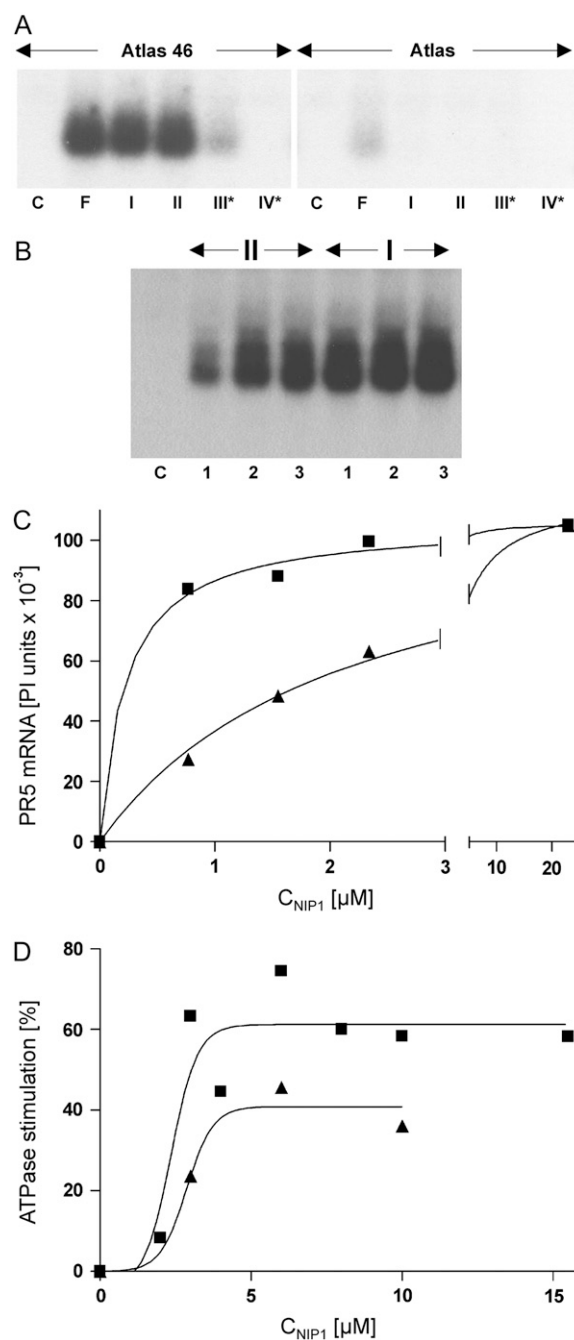 A
Atlas 46 Atlas
C F I II III* IV* C F I II III* IV*
B
II I
C 1 2 3 1 2 3
C
100
80
60
40
20
0
PR5 mRNA [PI units x 10⁻³]
0 1 2 3 10 20
C_NIP1 [µM]
D
80
60
40
20
0
ATPase stimulation [%]
0 5 10 15
C_NIP1 [µM]